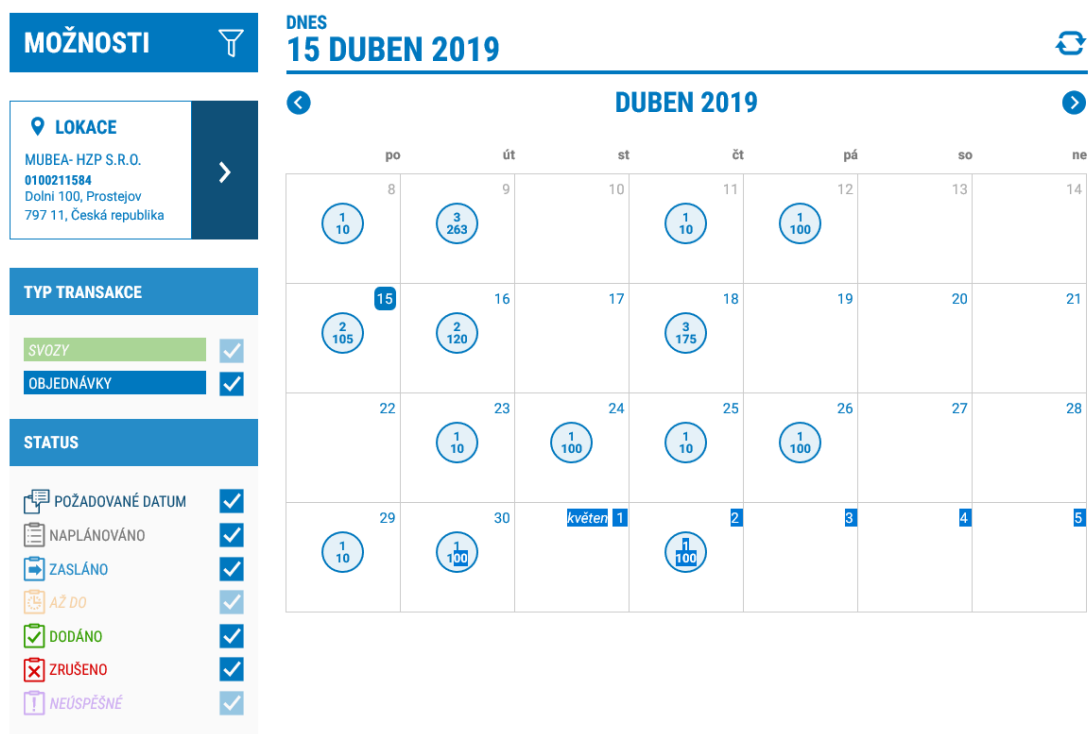 MOŽNOSTI
LOKACE
MUBEA- HZP S.R.O.
0100211584
Dolni 100, Prostejov
797 11, Česká republika
TYP TRANSAKCE
SVOZY
OBJEDNÁVKY
STATUS
POŽADOVANÉ DATUM
NAPLÁNOVÁNO
ZASLÁNO
AŽ DO
DODÁNO
ZRUŠENO
NEÚSPĚŠNÉ
DNES
15 DUBEN 2019
DUBEN 2019
po út st čt pá so ne
8 9 10 11 12 13 14
1 3 1 1
10 263 10 100
15 16 17 18 19 20 21
2 2 3
105 120 175
22 23 24 25 26 27 28
1 1 1 1
10 100 10 100
29 30 květen 1 2 3 4 5
1 1 1
10 100 100